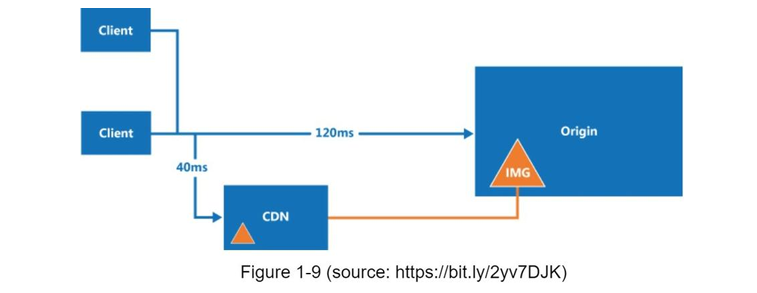 Client
Client
120ms
Origin
40ms
IMG
CDN
Figure 1-9 (source: https://bit.ly/2yv7DJK)